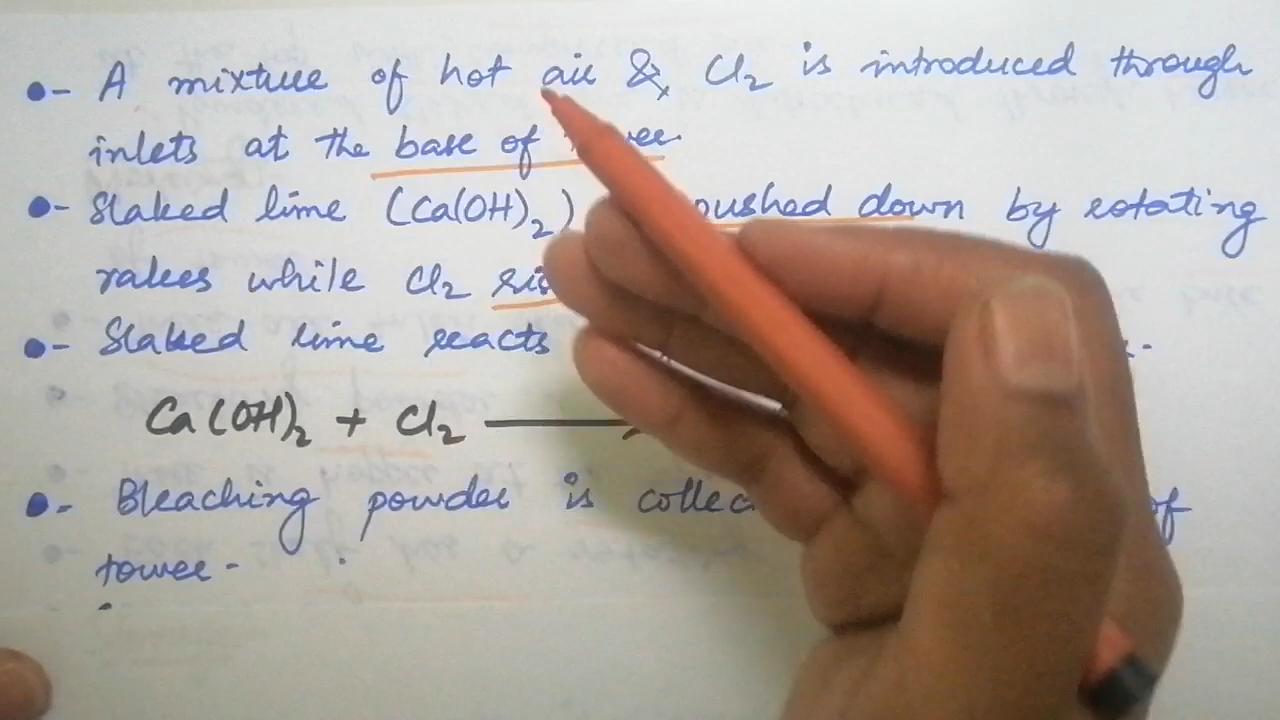 •- A mixture of hot air & Cl₂ is introduced through
inlets at the base of
•- Slaked lime (Ca(OH)₂) pushed down by rotating
rakes while Cl₂
•- Slaked lime reacts
Ca(OH)₂ + Cl₂ →
•- Bleaching powder is of
tower.